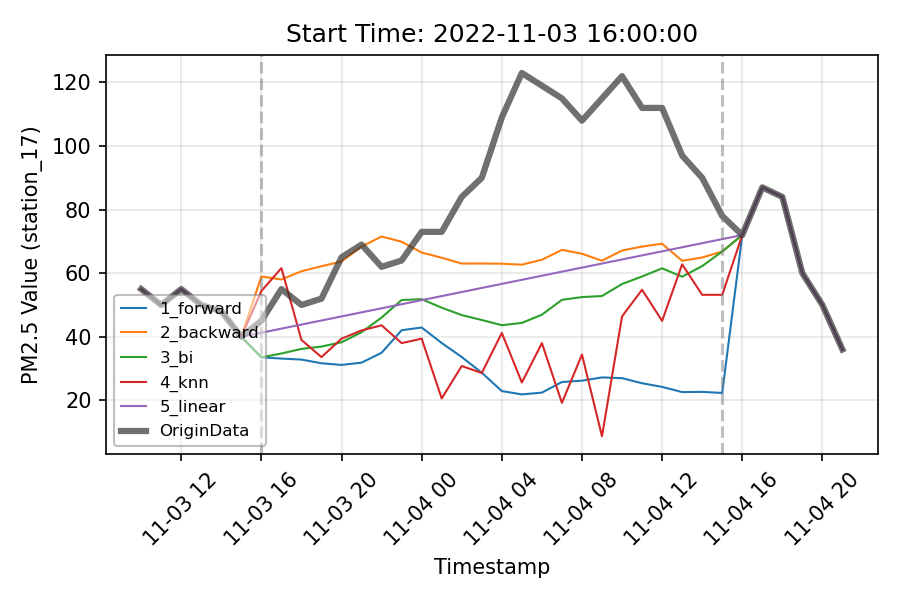 Start Time: 2022-11-03 16:00:00
PM2.5 Value (station_17)
120
100
80
60
40
20
1_forward
2_backward
3_bi
4_knn
5_linear
OriginData
11-03 12
11-03 16
11-03 20
11-04 00
11-04 04
11-04 08
11-04 12
11-04 16
11-04 20
Timestamp